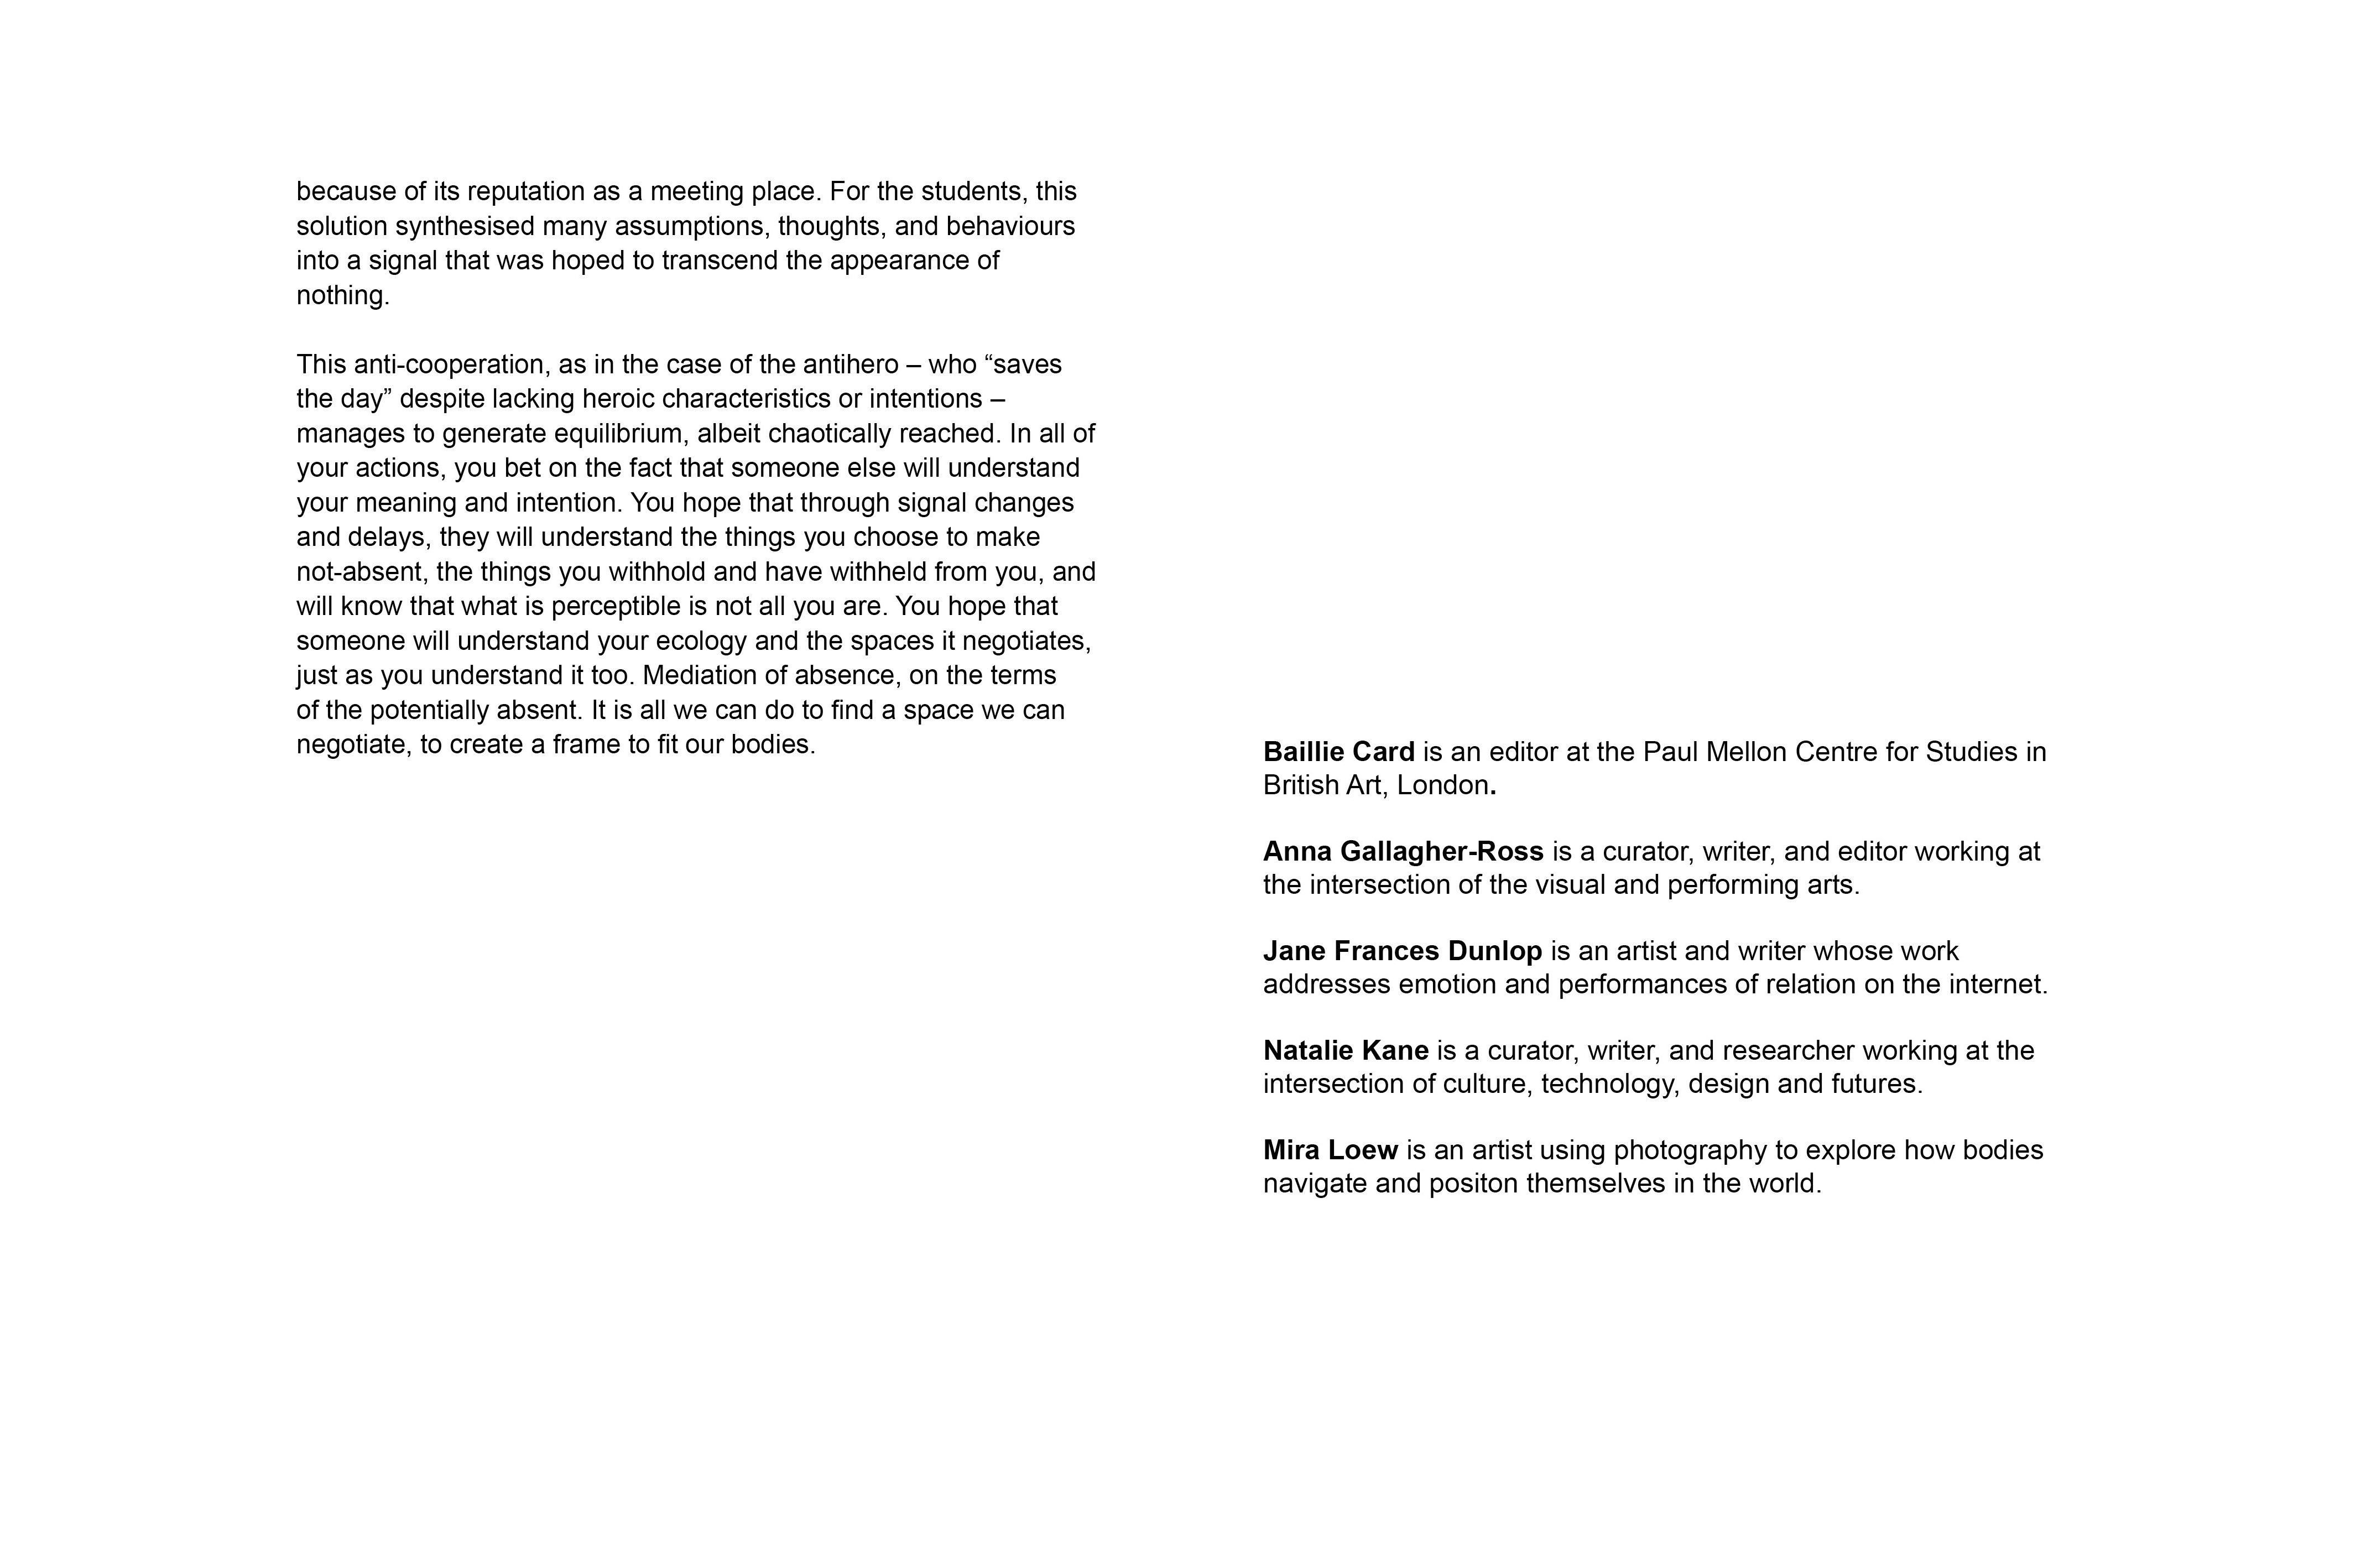 because of its reputation as a meeting place. For the students, this
solution synthesised many assumptions, thoughts, and behaviours
into a signal that was hoped to transcend the appearance of
nothing.
This anti-cooperation, as in the case of the antihero – who “saves
the day” despite lacking heroic characteristics or intentions –
manages to generate equilibrium, albeit chaotically reached. In all of
your actions, you bet on the fact that someone else will understand
your meaning and intention. You hope that through signal changes
and delays, they will understand the things you choose to make
not-absent, the things you withhold and have withheld from you, and
will know that what is perceptible is not all you are. You hope that
someone will understand your ecology and the spaces it negotiates,
just as you understand it too. Mediation of absence, on the terms
of the potentially absent. It is all we can do to find a space we can
negotiate, to create a frame to fit our bodies.
Baillie Card is an editor at the Paul Mellon Centre for Studies in
British Art, London.
Anna Gallagher-Ross is a curator, writer, and editor working at
the intersection of the visual and performing arts.
Jane Frances Dunlop is an artist and writer whose work
addresses emotion and performances of relation on the internet.
Natalie Kane is a curator, writer, and researcher working at the
intersection of culture, technology, design and futures.
Mira Loew is an artist using photography to explore how bodies
navigate and positon themselves in the world.